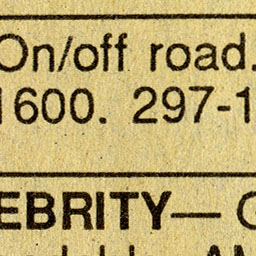 On/off road.
1600. 297-1
EBRITY— G